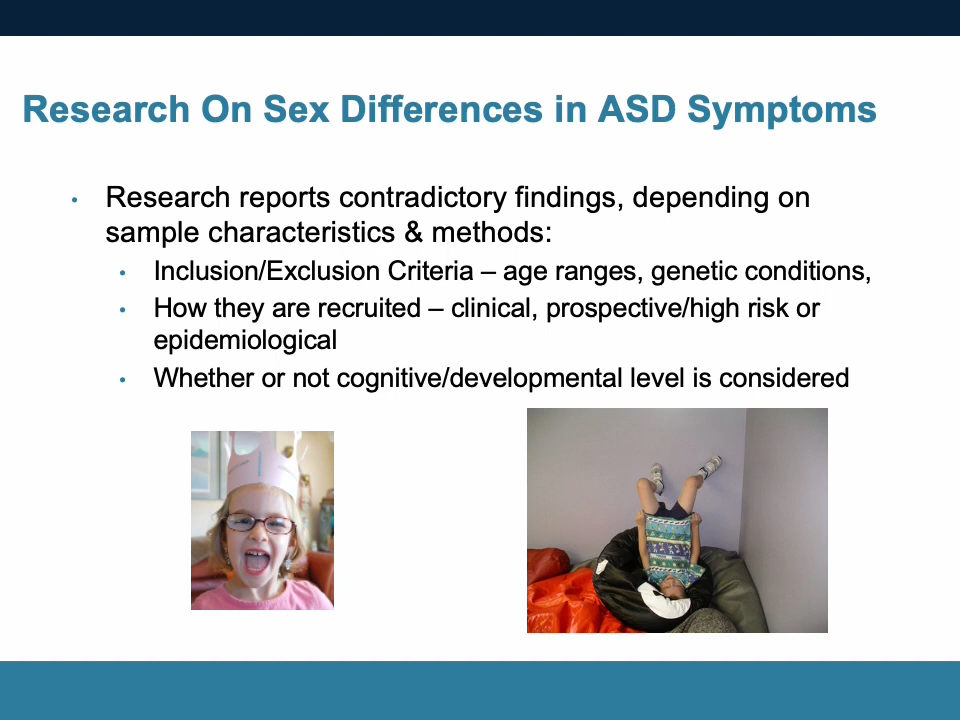 Research On Sex Differences in ASD Symptoms
• Research reports contradictory findings, depending on
sample characteristics & methods:
• Inclusion/Exclusion Criteria – age ranges, genetic conditions,
• How they are recruited – clinical, prospective/high risk or
epidemiological
• Whether or not cognitive/developmental level is considered